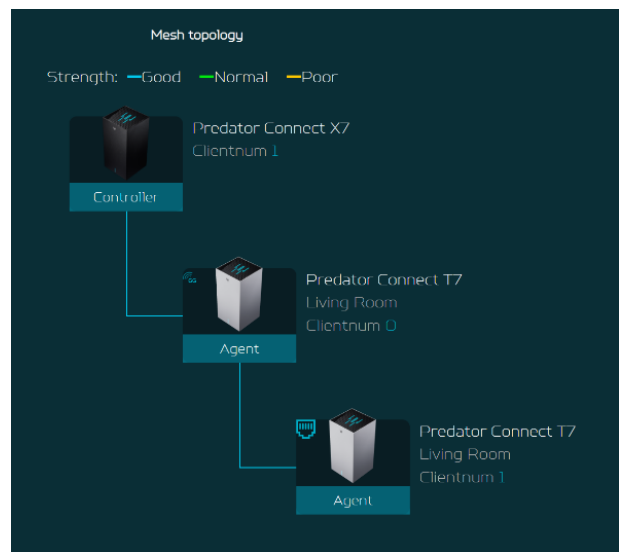 Mesh topology
Strength: Good Normal Poor
Predator Connect X7
Clientnum 1
Controller
Predator Connect T7
Living Room
Clientnum 0
Agent
Predator Connect T7
Living Room
Clientnum 1
Agent